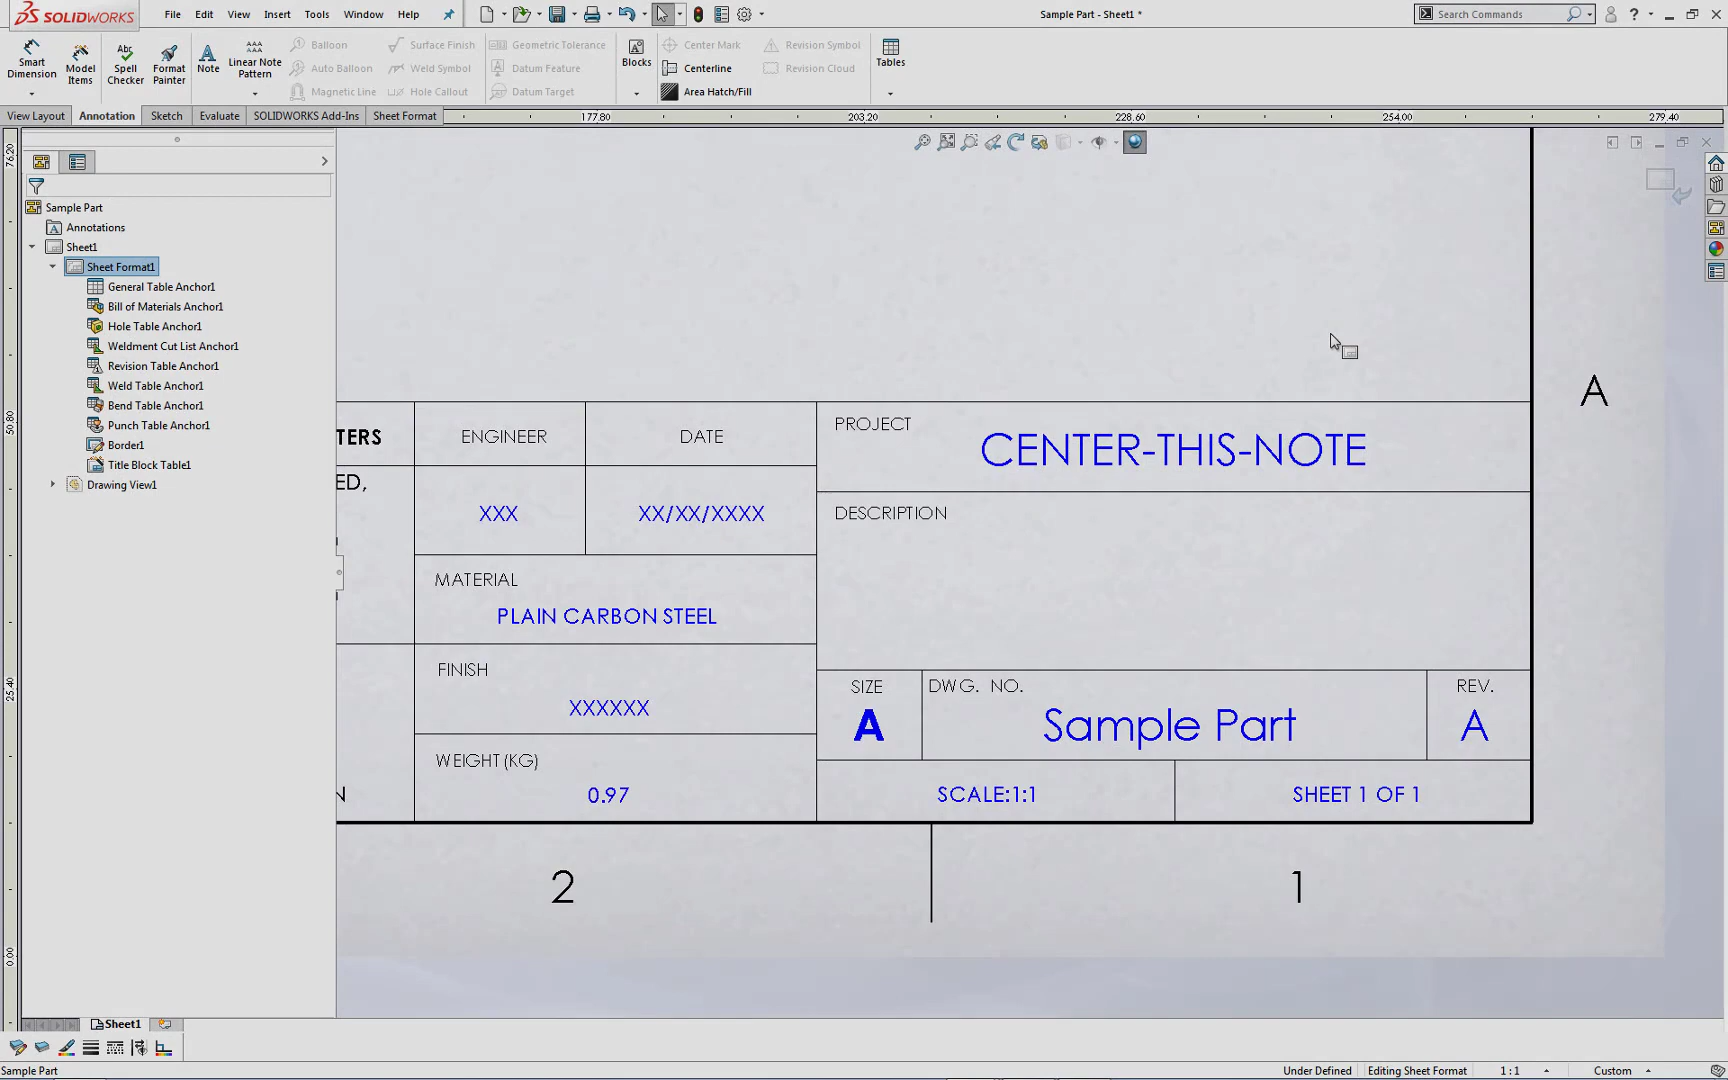 SOLIDWORKS
File Edit View Insert Tools Window Help
Sample Part - Sheet1 *
Search Commands
?
Smart Dimension
Model Items
Abc
Spell Checker
Format Painter
Note
Linear Note Pattern
Balloon
Auto Balloon
Magnetic Line
Surface Finish
Weld Symbol
Hole Callout
Geometric Tolerance
Datum Feature
Datum Target
Blocks
Center Mark
Centerline
Area Hatch/Fill
Revision Symbol
Revision Cloud
Tables
View Layout Annotation Sketch Evaluate SOLIDWORKS Add-Ins Sheet Format
177.80 203.20 228.60 254.00 279.40
76.20
50.80
25.40
0.00
Sample Part
Annotations
Sheet1
Sheet Format1
General Table Anchor1
Bill of Materials Anchor1
Hole Table Anchor1
Weldment Cut List Anchor1
Revision Table Anchor1
Weld Table Anchor1
Bend Table Anchor1
Punch Table Anchor1
Border1
Title Block Table1
Drawing View1
A
TERS
ED,
N
ENGINEER
DATE
XXX
XX/XX/XXXX
MATERIAL
PLAIN CARBON STEEL
FINISH
XXXXXX
WEIGHT(KG)
0.97
PROJECT
CENTER-THIS-NOTE
DESCRIPTION
SIZE
A
DWG. NO.
Sample Part
REV.
A
SCALE:1:1
SHEET 1 OF 1
2
1
Sheet1
Sample Part
Under Defined Editing Sheet Format 1 : 1 Custom